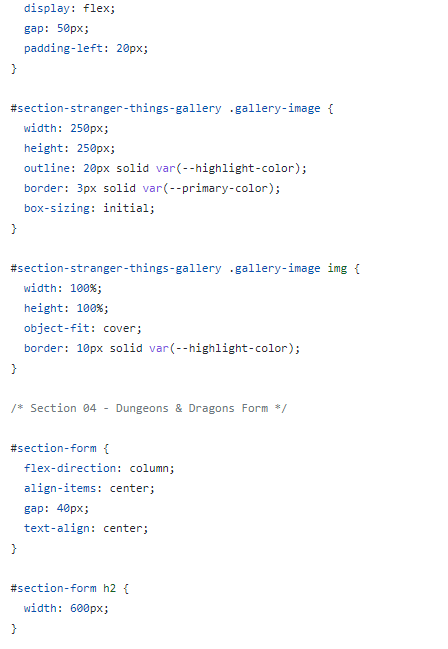 display: flex;
gap: 50px;
padding-left: 20px;
}
#section-stranger-things-gallery .gallery-image {
width: 250px;
height: 250px;
outline: 20px solid var(--highlight-color);
border: 3px solid var(--primary-color);
box-sizing: initial;
}
#section-stranger-things-gallery .gallery-image img {
width: 100%;
height: 100%;
object-fit: cover;
border: 10px solid var(--highlight-color);
}
/* Section 04 - Dungeons & Dragons Form */
#section-form {
flex-direction: column;
align-items: center;
gap: 40px;
text-align: center;
}
#section-form h2 {
width: 600px;
}